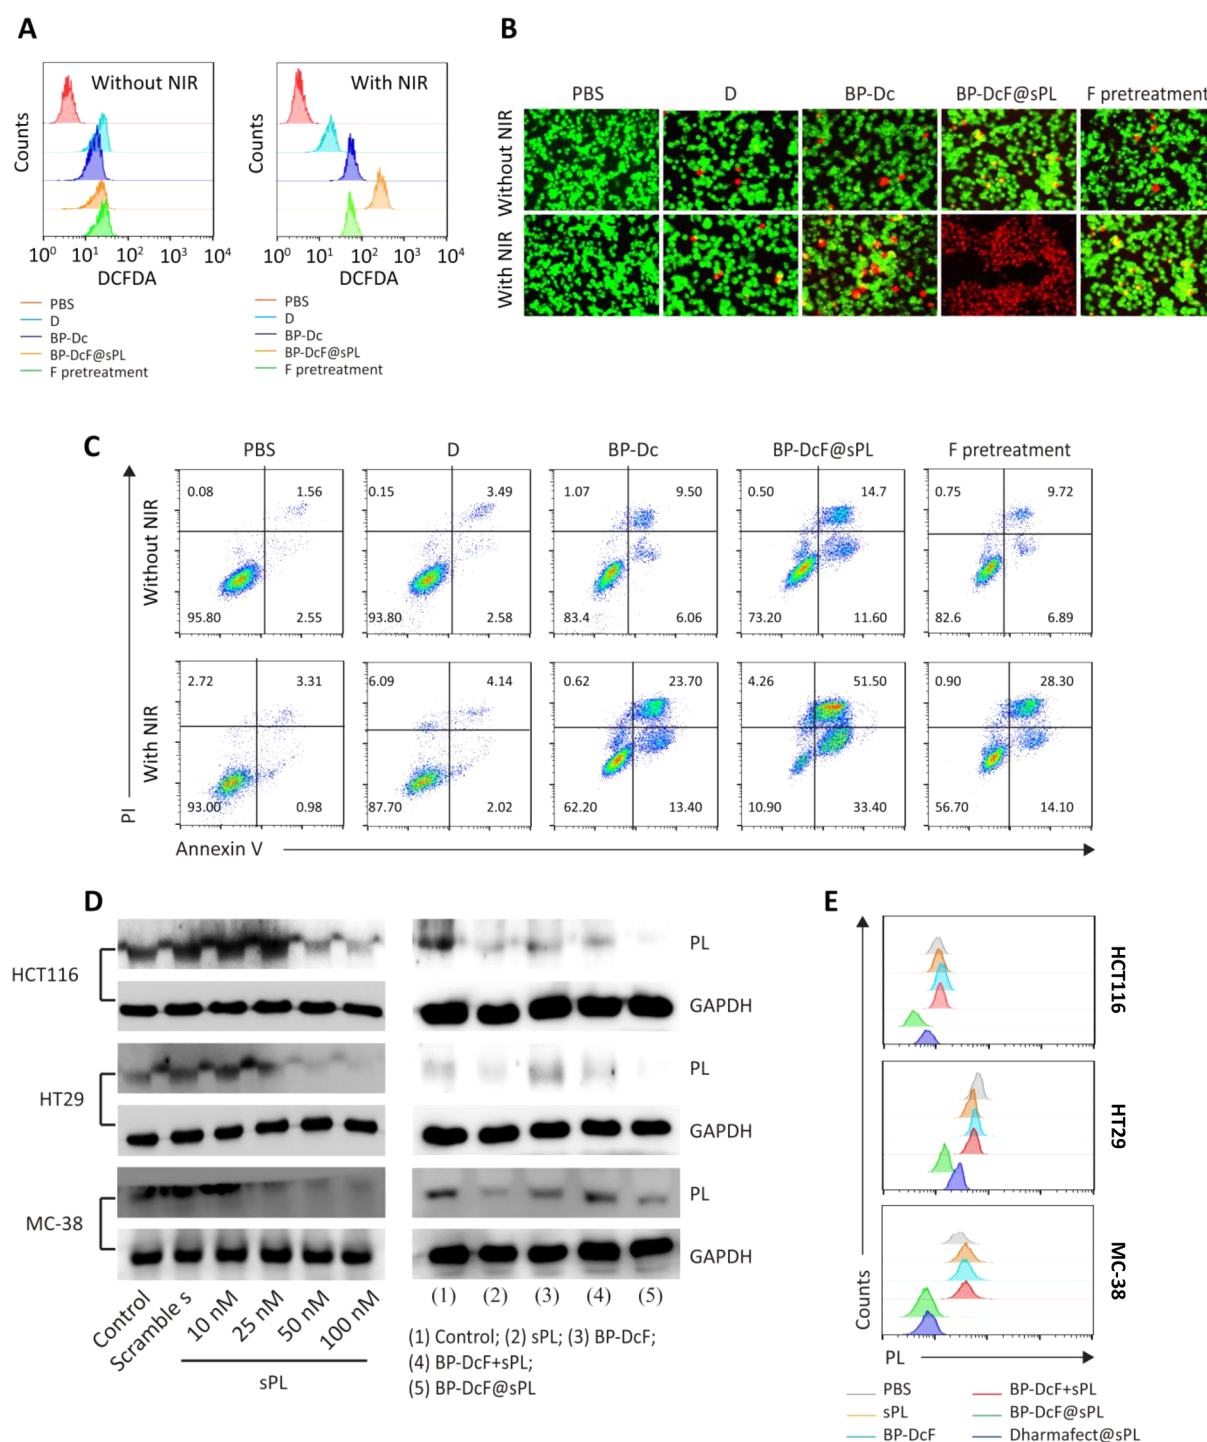 A
Without NIR
With NIR
Counts
Counts
10⁰ 10¹ 10² 10³ 10⁴
10⁰ 10¹ 10² 10³ 10⁴
DCFDA
DCFDA
PBS
D
BP-Dc
BP-DcF@sPL
F pretreatment
PBS
D
BP-Dc
BP-DcF@sPL
F pretreatment
B
PBS D BP-Dc BP-DcF@sPL F pretreatment
Without NIR
With NIR
C
PBS D BP-Dc BP-DcF@sPL F pretreatment
Without NIR
0.08 1.56 0.15 3.49 1.07 9.50 0.50 14.7 0.75 9.72
95.80 2.55 93.80 2.58 83.4 6.06 73.20 11.60 82.6 6.89
With NIR
2.72 3.31 6.09 4.14 0.62 23.70 4.26 51.50 0.90 28.30
93.00 0.98 87.70 2.02 62.20 13.40 10.90 33.40 56.70 14.10
PI
Annexin V
D
HCT116
PL
GAPDH
HT29
PL
GAPDH
MC-38
PL
GAPDH
Control Scramble s 10 nM 25 nM 50 nM 100 nM
sPL
(1) (2) (3) (4) (5)
(1) Control; (2) sPL; (3) BP-DcF;
(4) BP-DcF+sPL;
(5) BP-DcF@sPL
E
HCT116
HT29
MC-38
Counts
PL
PBS
sPL
BP-DcF
BP-DcF+sPL
BP-DcF@sPL
Dharmafect@sPL